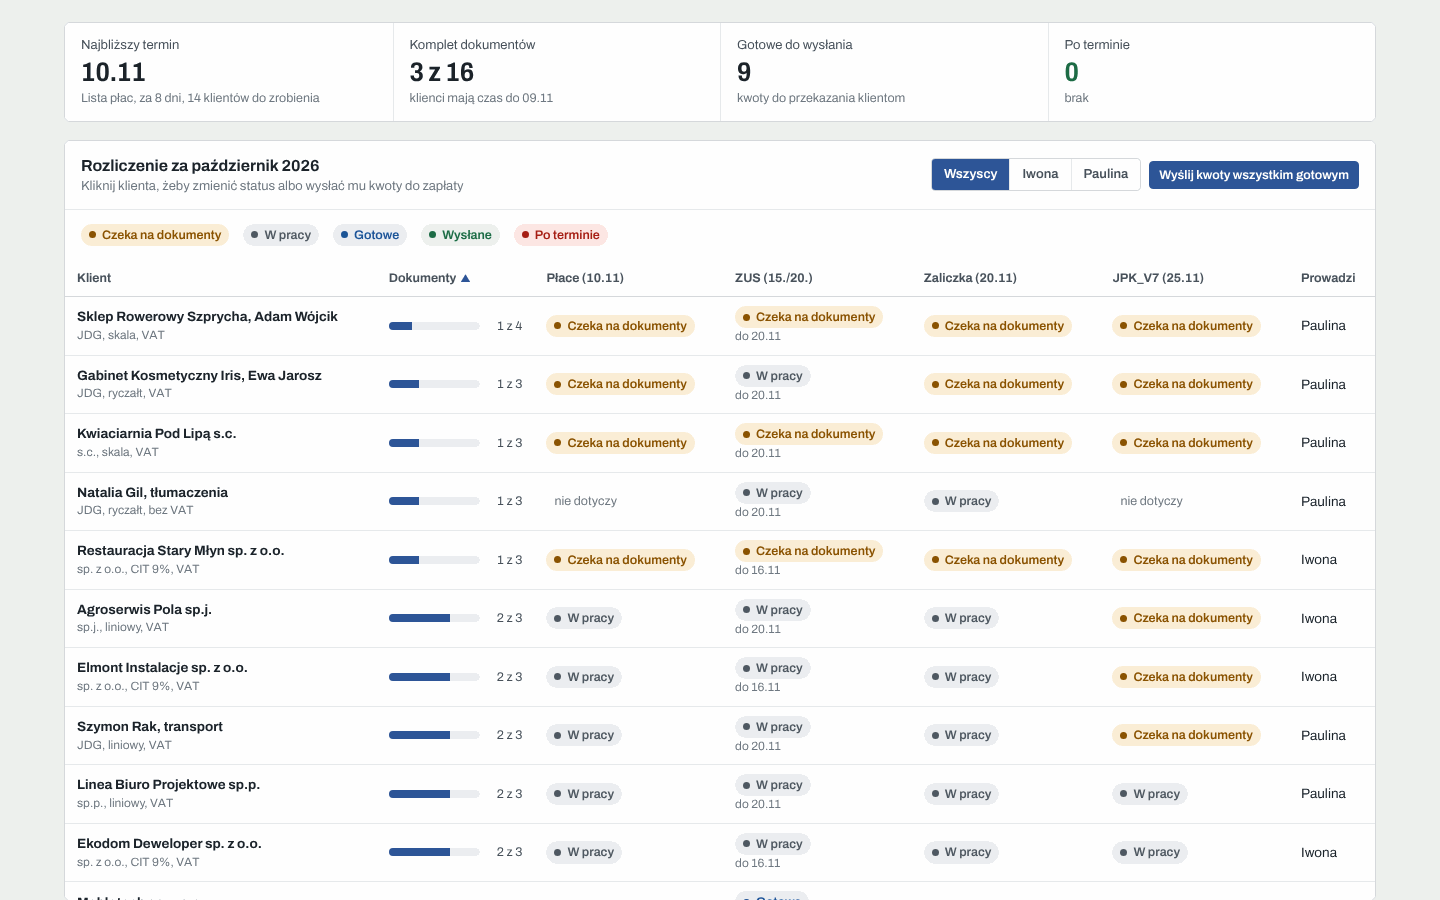 Najbliższy termin
10.11
Lista płac, za 8 dni, 14 klientów do zrobienia
Komplet dokumentów
3 z 16
klienci mają czas do 09.11
Gotowe do wysłania
9
kwoty do przekazania klientom
Po terminie
0
brak
Rozliczenie za październik 2026
Kliknij klienta, żeby zmienić status albo wysłać mu kwoty do zapłaty
Wszyscy Iwona Paulina Wyślij kwoty wszystkim gotowym
Czeka na dokumenty W pracy Gotowe Wysłane Po terminie
Klient Dokumenty ▲ Płace (10.11) ZUS (15./20.) Zaliczka (20.11) JPK_V7 (25.11) Prowadzi
Sklep Rowerowy Szprycha, Adam Wójcik
JDG, skala, VAT
1 z 4 Czeka na dokumenty Czeka na dokumenty
do 20.11
Czeka na dokumenty Czeka na dokumenty Paulina
Gabinet Kosmetyczny Iris, Ewa Jarosz
JDG, ryczałt, VAT
1 z 3 Czeka na dokumenty W pracy
do 20.11
Czeka na dokumenty Czeka na dokumenty Paulina
Kwiaciarnia Pod Lipą s.c.
s.c., skala, VAT
1 z 3 Czeka na dokumenty Czeka na dokumenty
do 20.11
Czeka na dokumenty Czeka na dokumenty Paulina
Natalia Gil, tłumaczenia
JDG, ryczałt, bez VAT
1 z 3 nie dotyczy W pracy
do 20.11
W pracy nie dotyczy Paulina
Restauracja Stary Młyn sp. z o.o.
sp. z o.o., CIT 9%, VAT
1 z 3 Czeka na dokumenty Czeka na dokumenty
do 16.11
Czeka na dokumenty Czeka na dokumenty Iwona
Agroserwis Pola sp.j.
sp.j., liniowy, VAT
2 z 3 W pracy W pracy
do 20.11
W pracy Czeka na dokumenty Iwona
Elmont Instalacje sp. z o.o.
sp. z o.o., CIT 9%, VAT
2 z 3 W pracy W pracy
do 16.11
W pracy Czeka na dokumenty Iwona
Szymon Rak, transport
JDG, liniowy, VAT
2 z 3 W pracy W pracy
do 20.11
W pracy Czeka na dokumenty Paulina
Linea Biuro Projektowe sp.p.
sp.p., liniowy, VAT
2 z 3 W pracy W pracy
do 20.11
W pracy W pracy Paulina
Ekodom Deweloper sp. z o.o.
sp. z o.o., CIT 9%, VAT
2 z 3 W pracy W pracy
do 16.11
W pracy W pracy Iwona